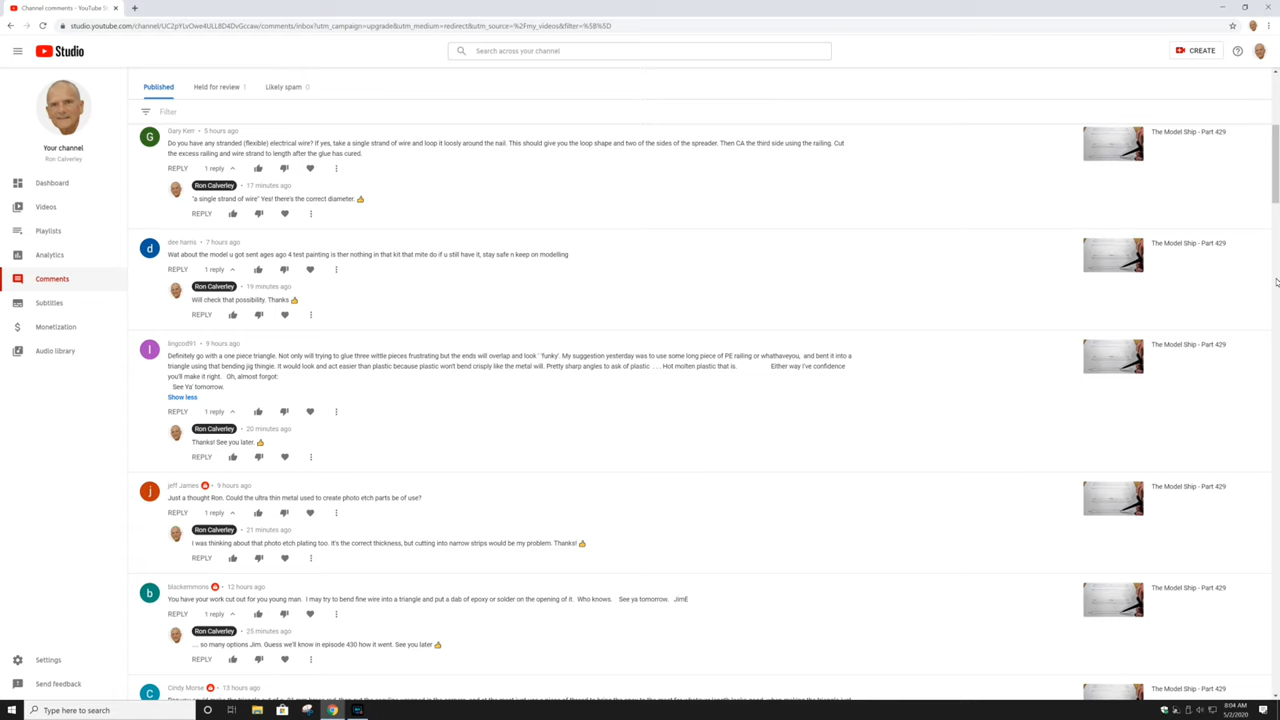 Channel comments - YouTube S
studio.youtube.com/channel/UC2pYLvOwe4ULL8D4DvGccaw/comments/inbox?utm_campaign=upgrade&utm_medium=redirect&utm_source=%2Fmy_videos&filter=%5B%5D
Studio
Search across your channel
CREATE
Your channel
Ron Calverley
Dashboard
Videos
Playlists
Analytics
Comments
Subtitles
Monetization
Audio library
Settings
Send feedback
Published
Held for review 1
Likely spam 0
Filter
Gary Kerr • 5 hours ago
Do you have any stranded (flexible) electrical wire? If yes, take a single strand of wire and loop it loosly around the nail. This should give you the loop shape and two of the sides of the spreader. Then CA the third side using the railing. Cut
the excess railing and wire strand to length after the glue has cured.
REPLY 1 reply
Ron Calverley • 17 minutes ago
"a single strand of wire" Yes! there's the correct diameter. 👍
REPLY
The Model Ship - Part 429
dee harris • 7 hours ago
Wat about the model u got sent ages ago 4 test painting is ther nothing in that kit that mite do if u still have it, stay safe n keep on modelling
REPLY 1 reply
Ron Calverley • 19 minutes ago
Will check that possibility. Thanks 👍
REPLY
The Model Ship - Part 429
lingcod91 • 9 hours ago
Definitely go with a one piece triangle. Not only will trying to glue three wittle pieces frustrating but the ends will overlap and look ' 'funky'. My suggestion yesterday was to use some long piece of PE railing or whathaveyou, and bent it into a
triangle using that bending jig thingie. It would look and act easier than plastic because plastic won't bend crisply like the metal will. Pretty sharp angles to ask of plastic . . . Hot molten plastic that is. Either way I've confidence
you'll make it right. Oh, almost forgot:
See Ya' tomorrow.
Show less
REPLY 1 reply
Ron Calverley • 20 minutes ago
Thanks! See you later. 👍
REPLY
The Model Ship - Part 429
jeff James • 9 hours ago
Just a thought Ron. Could the ultra thin metal used to create photo etch parts be of use?
REPLY 1 reply
Ron Calverley • 21 minutes ago
I was thinking about that photo etch plating too. It's the correct thickness, but cutting into narrow strips would be my problem. Thanks! 👍
REPLY
The Model Ship - Part 429
blackemmons • 12 hours ago
You have your work cut out for you young man. I may try to bend fine wire into a triangle and put a dab of epoxy or solder on the opening of it. Who knows. See ya tomorrow. JimE
REPLY 1 reply
Ron Calverley • 25 minutes ago
... so many options Jim. Guess we'll know in episode 430 how it went. See you later 👍
REPLY
The Model Ship - Part 429
Cindy Morse • 13 hours ago
The Model Ship - Part 429
Type here to search
8:04 AM
5/2/2020